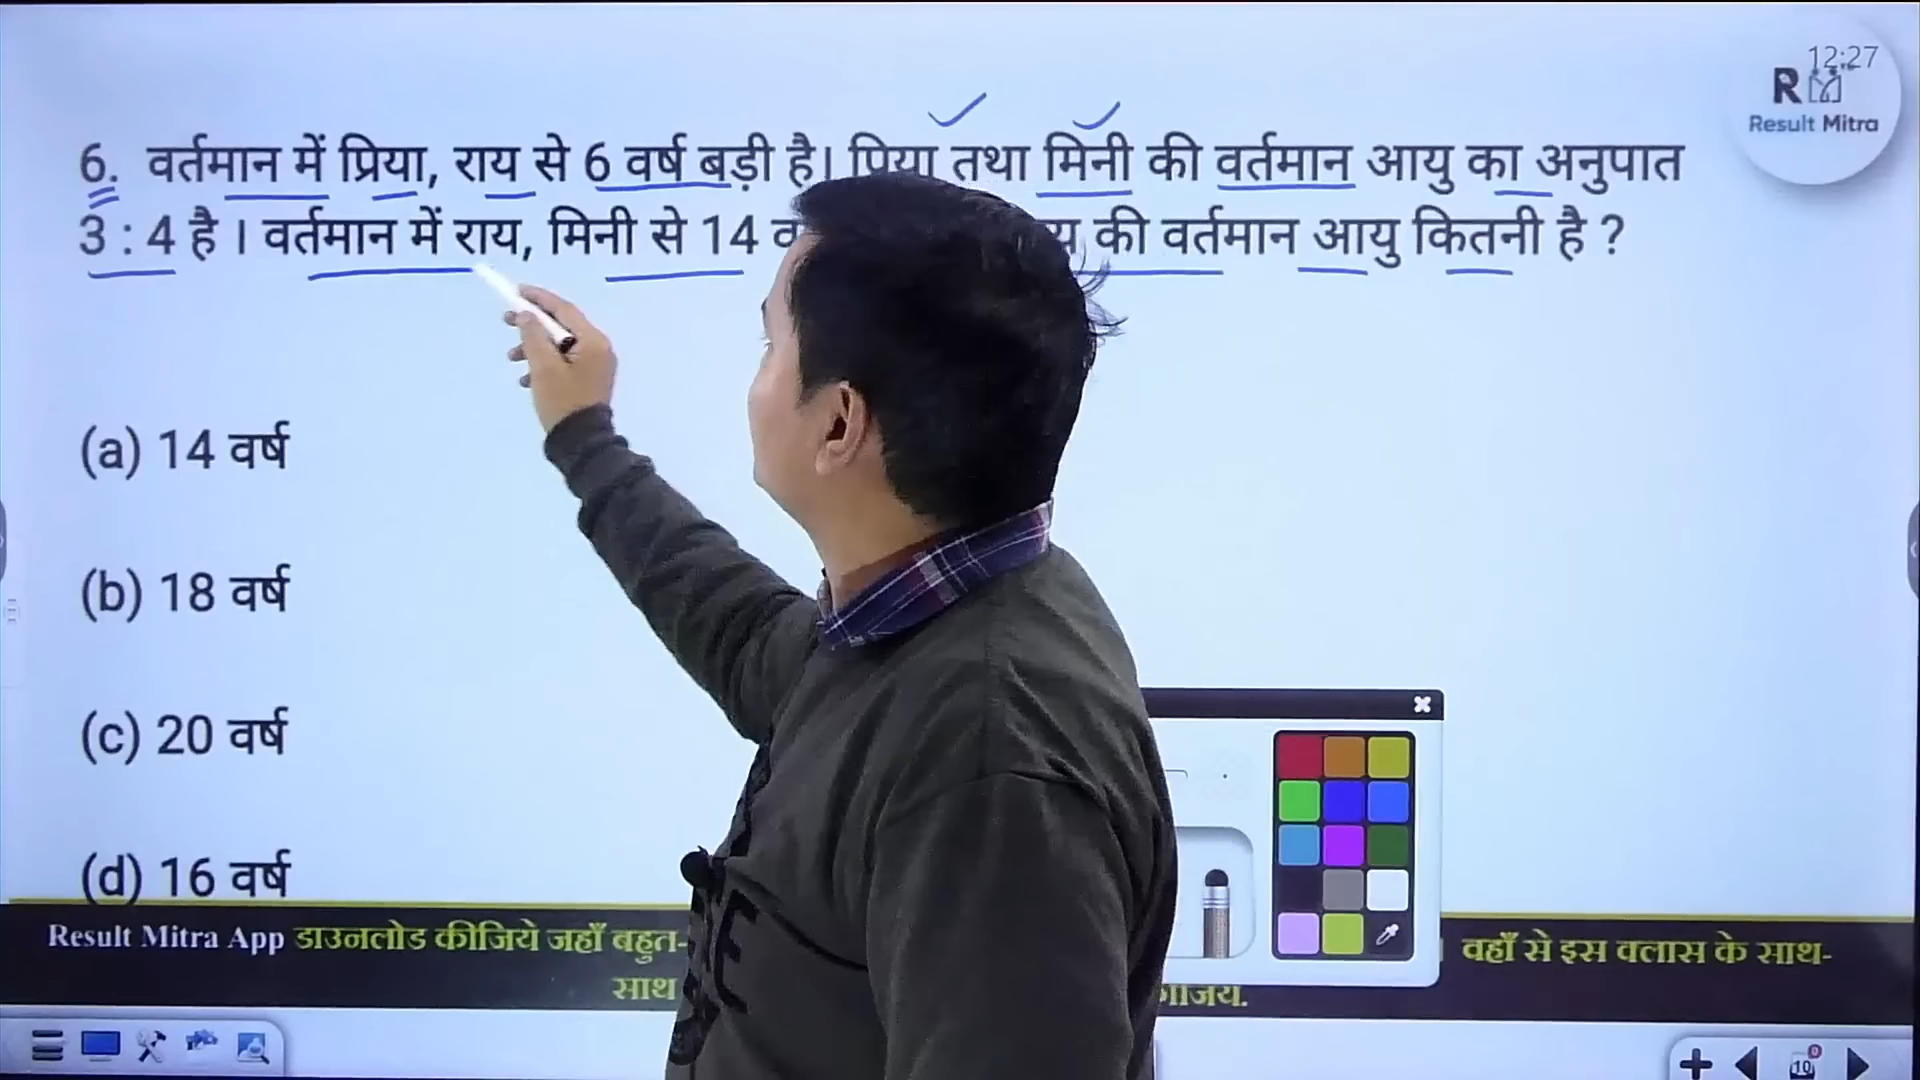 12:27
R
Result Mitra
6. वर्तमान में प्रिया, राय से 6 वर्ष बड़ी है। प्रिया तथा मिनी की वर्तमान आयु का अनुपात
3 : 4 है । वर्तमान में राय, मिनी से 14 की वर्तमान आयु कितनी है ?
(a) 14 वर्ष
(b) 18 वर्ष
(c) 20 वर्ष
(d) 16 वर्ष
Result Mitra App डाउनलोड कीजिये जहाँ बहुत- वहाँ से इस क्लास के साथ-
साथ
10